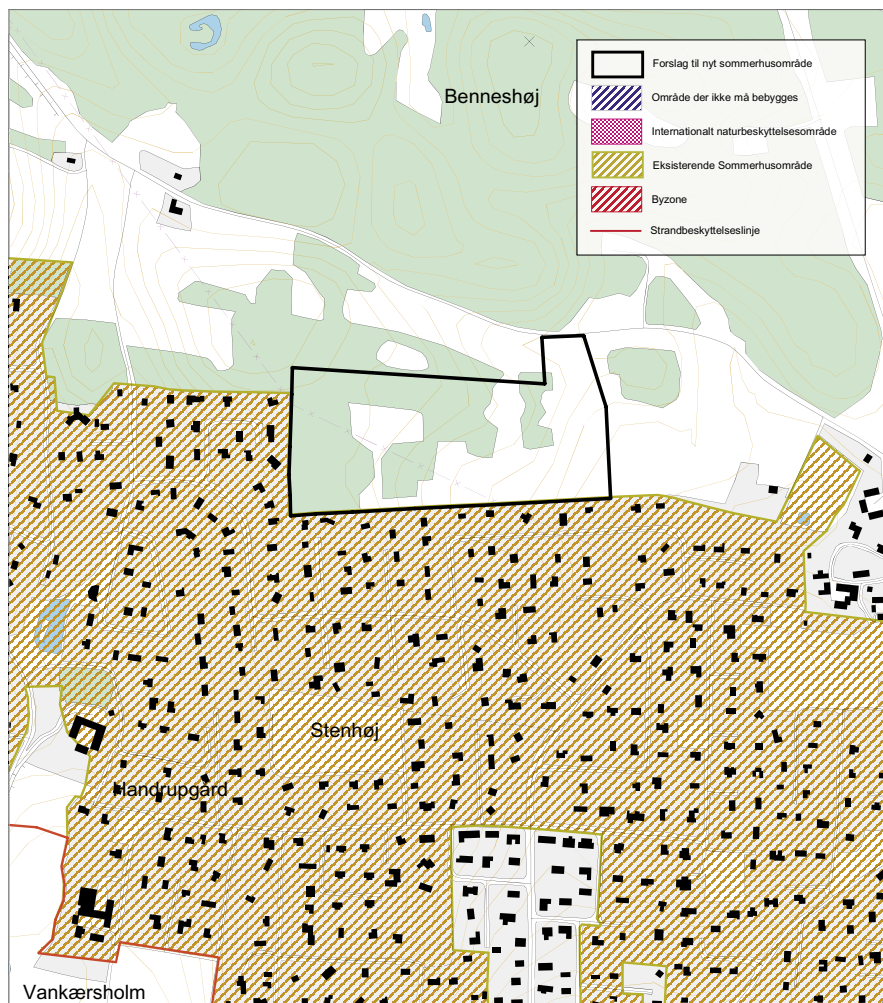 Benneshøj
Forslag til nyt sommerhusområde
Område der ikke må bebygges
Internationalt naturbeskyttelsesområde
Eksisterende Sommerhusområde
Byzone
Strandbeskyttelseslinje
Stenhøj
Handrupgård
Vankærsholm